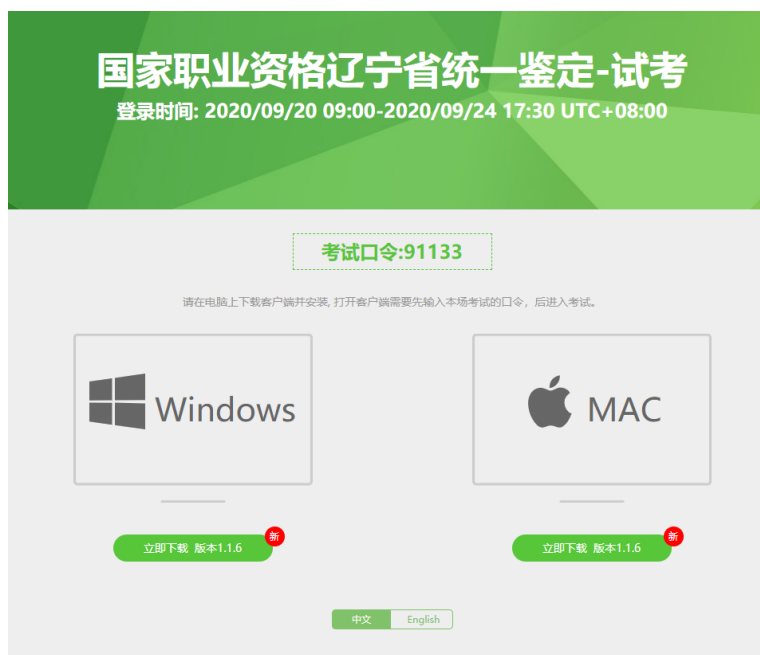 国家职业资格辽宁省统一鉴定-试考
登录时间: 2020/09/20 09:00-2020/09/24 17:30 UTC+08:00
考试口令:91133
请在电脑上下载客户端并安装, 打开客户端需要先输入本场考试的口令，后进入考试。
Windows
MAC
立即下载 版本1.1.6
新
立即下载 版本1.1.6
新
中文
English